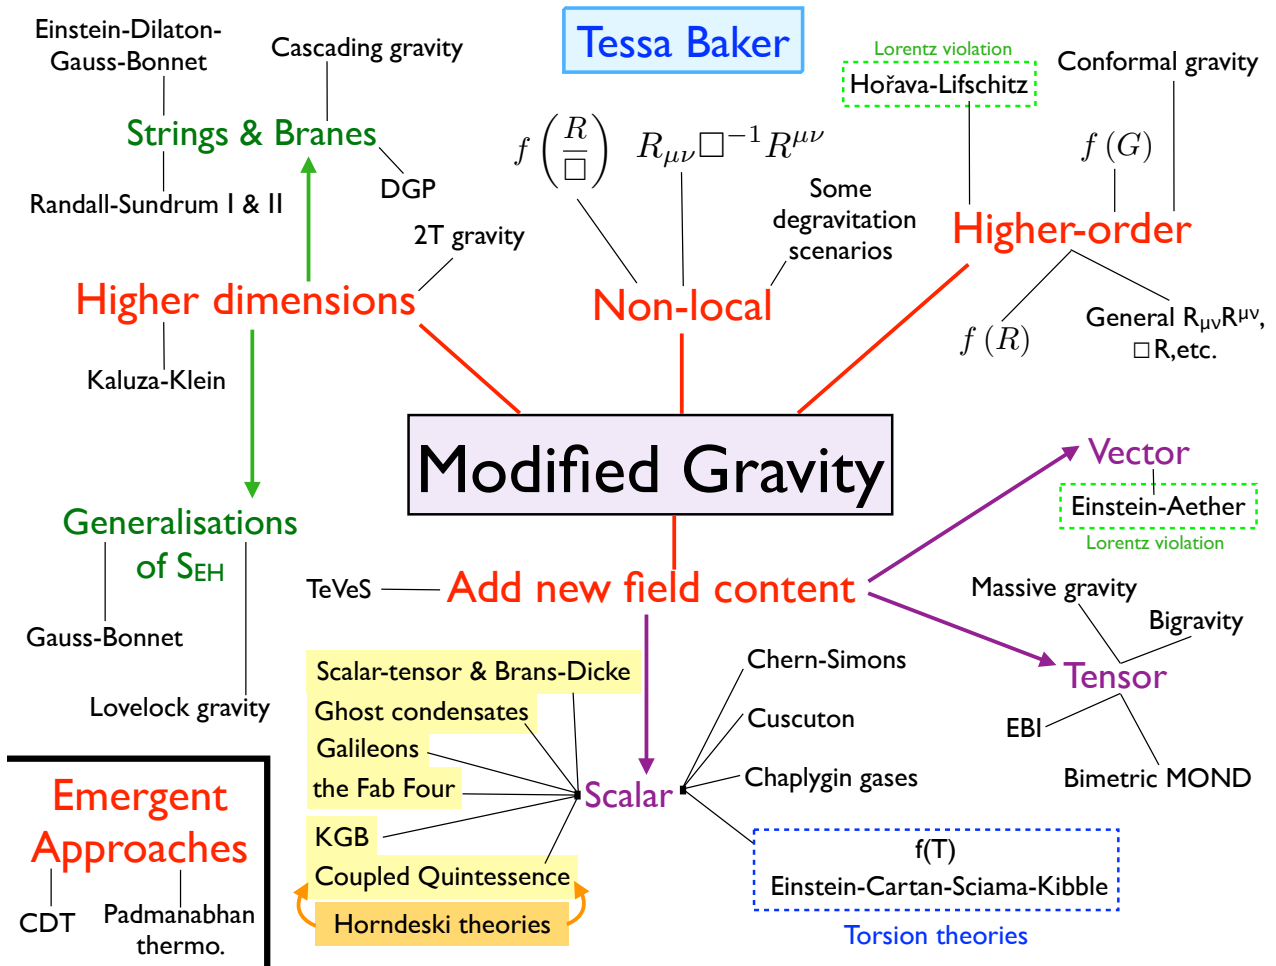 Tessa Baker
Einstein-Dilaton-
Gauss-Bonnet
Cascading gravity
Strings & Branes
Randall-Sundrum I & II
DGP
2T gravity
Higher dimensions
Kaluza-Klein
Generalisations
of S_EH
Gauss-Bonnet
Lovelock gravity
f (R/□)
R_μν□⁻¹R^μν
Some
degravitation
scenarios
Non-local
Lorentz violation
Hořava-Lifschitz
Conformal gravity
f (G)
Higher-order
f (R)
General R_μνR^μν,
□R,etc.
Modified Gravity
Vector
Einstein-Aether
Lorentz violation
TeVeS
Add new field content
Massive gravity
Bigravity
Tensor
EBI
Bimetric MOND
Scalar-tensor & Brans-Dicke
Ghost condensates
Galileons
the Fab Four
KGB
Coupled Quintessence
Horndeski theories
Scalar
Chern-Simons
Cuscuton
Chaplygin gases
f(T)
Einstein-Cartan-Sciama-Kibble
Torsion theories
Emergent
Approaches
CDT
Padmanabhan
thermo.